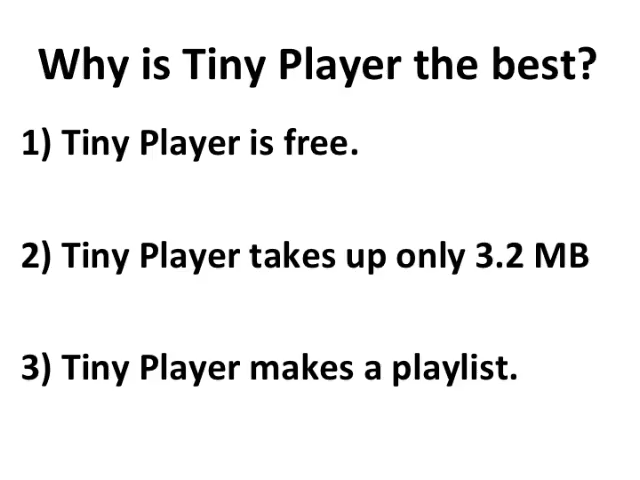 Why is Tiny Player the best?
1) Tiny Player is free.
2) Tiny Player takes up only 3.2 MB
3) Tiny Player makes a playlist.